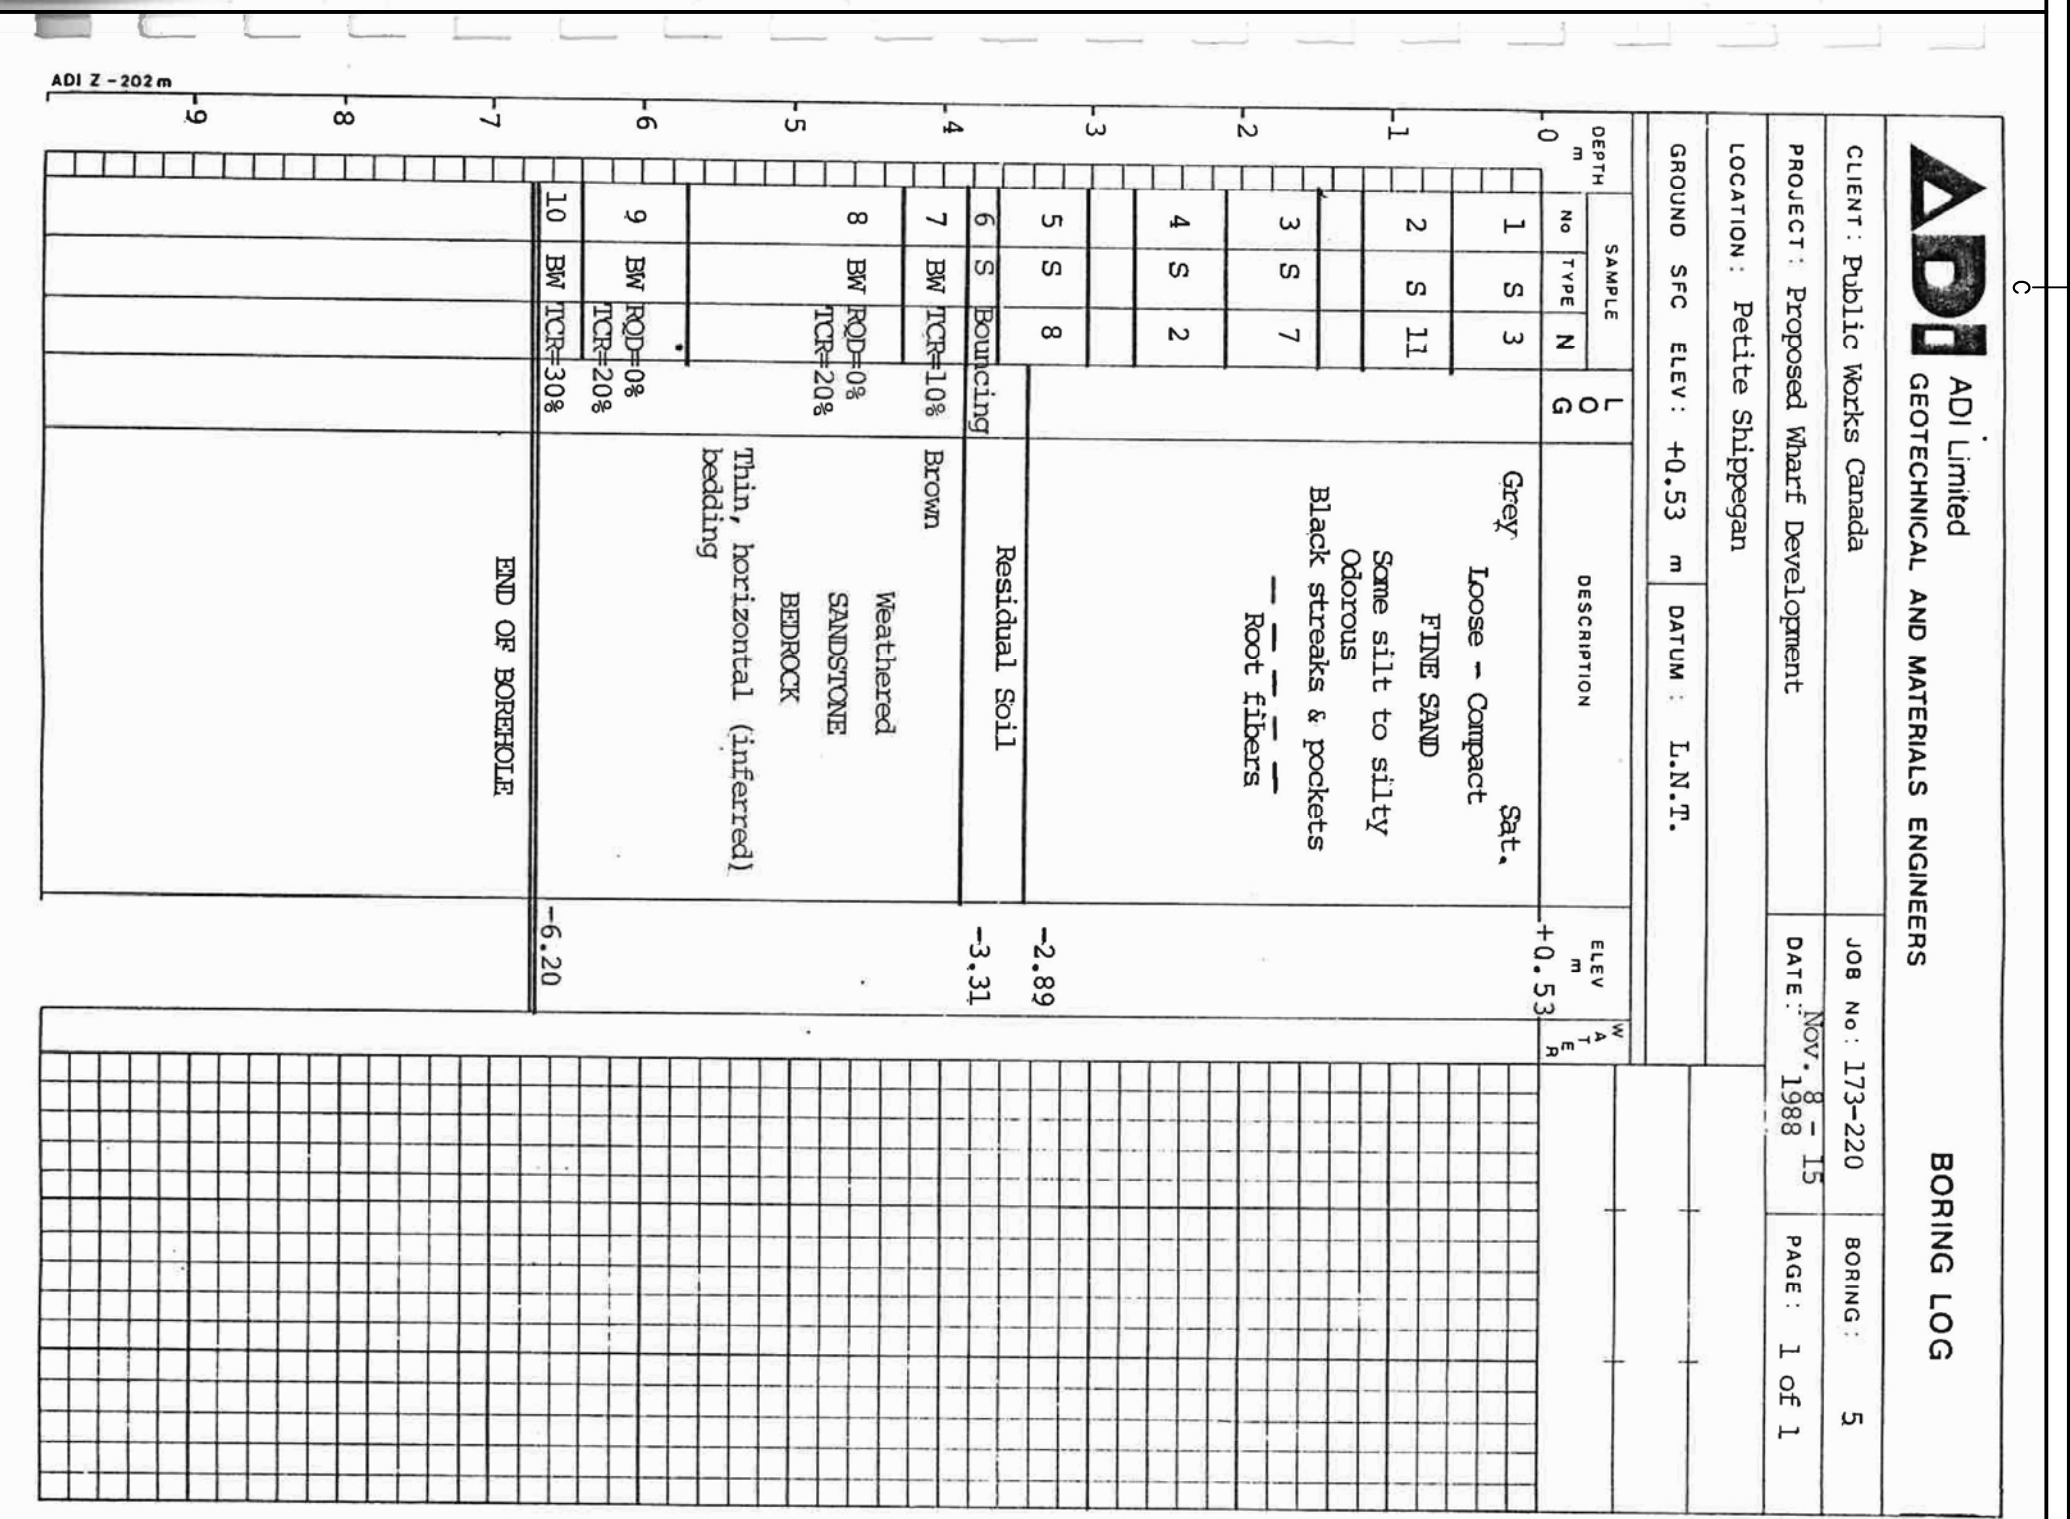 ADI Limited
GEOTECHNICAL AND MATERIALS ENGINEERS
BORING LOG
CLIENT: Public Works Canada
JOB No: 173-220
BORING: 5
PROJECT: Proposed Wharf Development
DATE: Nov. 8 - 15 1988
PAGE: 1 of 1
LOCATION: Petite Shippegan
GROUND SFC ELEV: +0.53 m
DATUM: L.N.T.
DEPTH m
SAMPLE
No TYPE N
LOG
DESCRIPTION
ELEV m
WATER
0
+0.53
1 S 3
Grey Sat.
Loose - Compact
2 S 11
FINE SAND
1
Some silt to silty
Odorous
Black streaks & pockets
3 S 7
— — — — —
Root fibers
2
4 S 2
3
5 S 8
-2.89
Residual Soil
6 S Bouncing
-3.31
4
7 BW TCR=10%
Brown
Weathered
8 BW RQD=0%
TCR=20%
SANDSTONE
5
BEDROCK
Thin, horizontal (inferred)
bedding
6
9 BW RQD=0%
TCR=20%
10 BW TCR=30%
-6.20
END OF BOREHOLE
7
8
9
ADI Z-202m
C